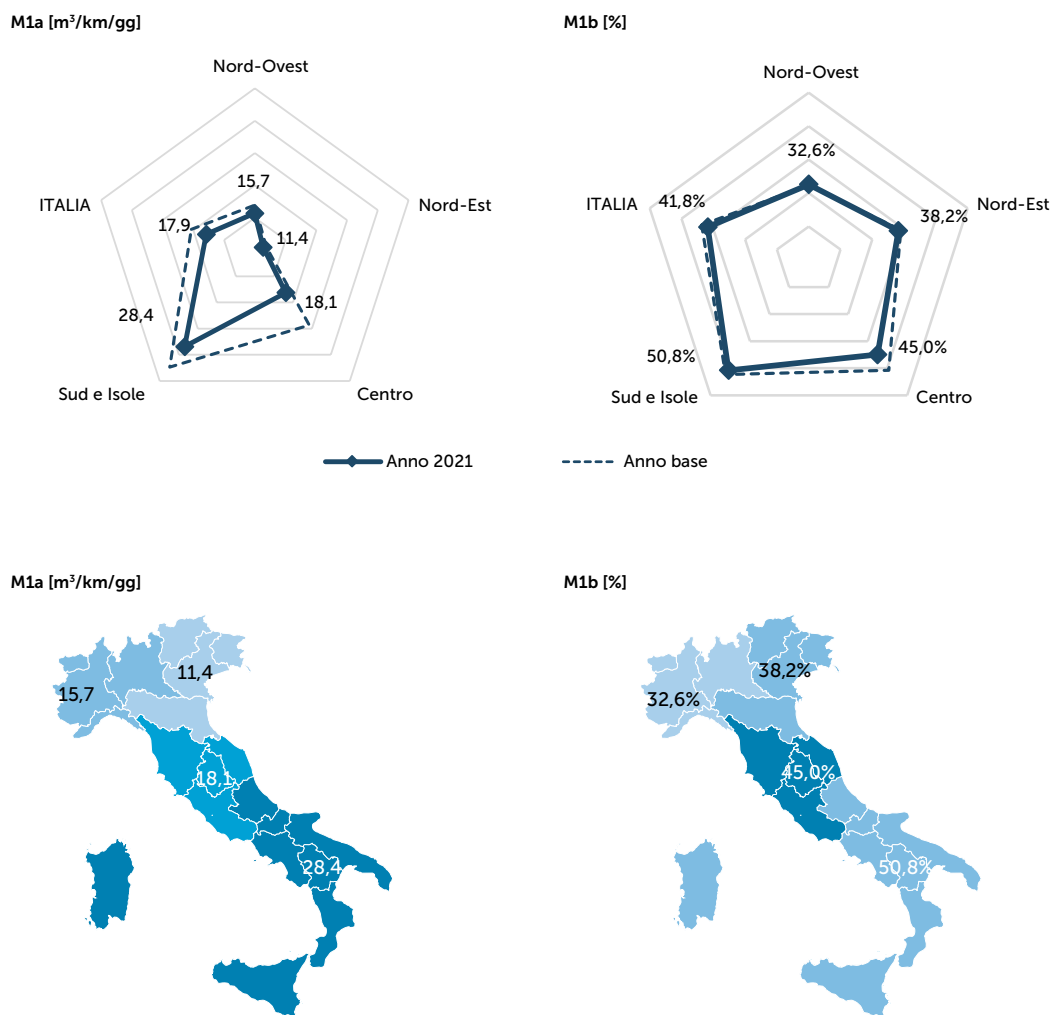 M1a [m³/km/gg]
M1b [%]
Nord-Ovest
15,7
ITALIA
17,9
Nord-Est
11,4
28,4
18,1
Sud e Isole
Centro
Nord-Ovest
32,6%
ITALIA
41,8%
Nord-Est
38,2%
50,8%
45,0%
Sud e Isole
Centro
Anno 2021
Anno base
M1a [m³/km/gg]
M1b [%]
11,4
15,7
18,1
28,4
38,2%
32,6%
45,0%
50,8%